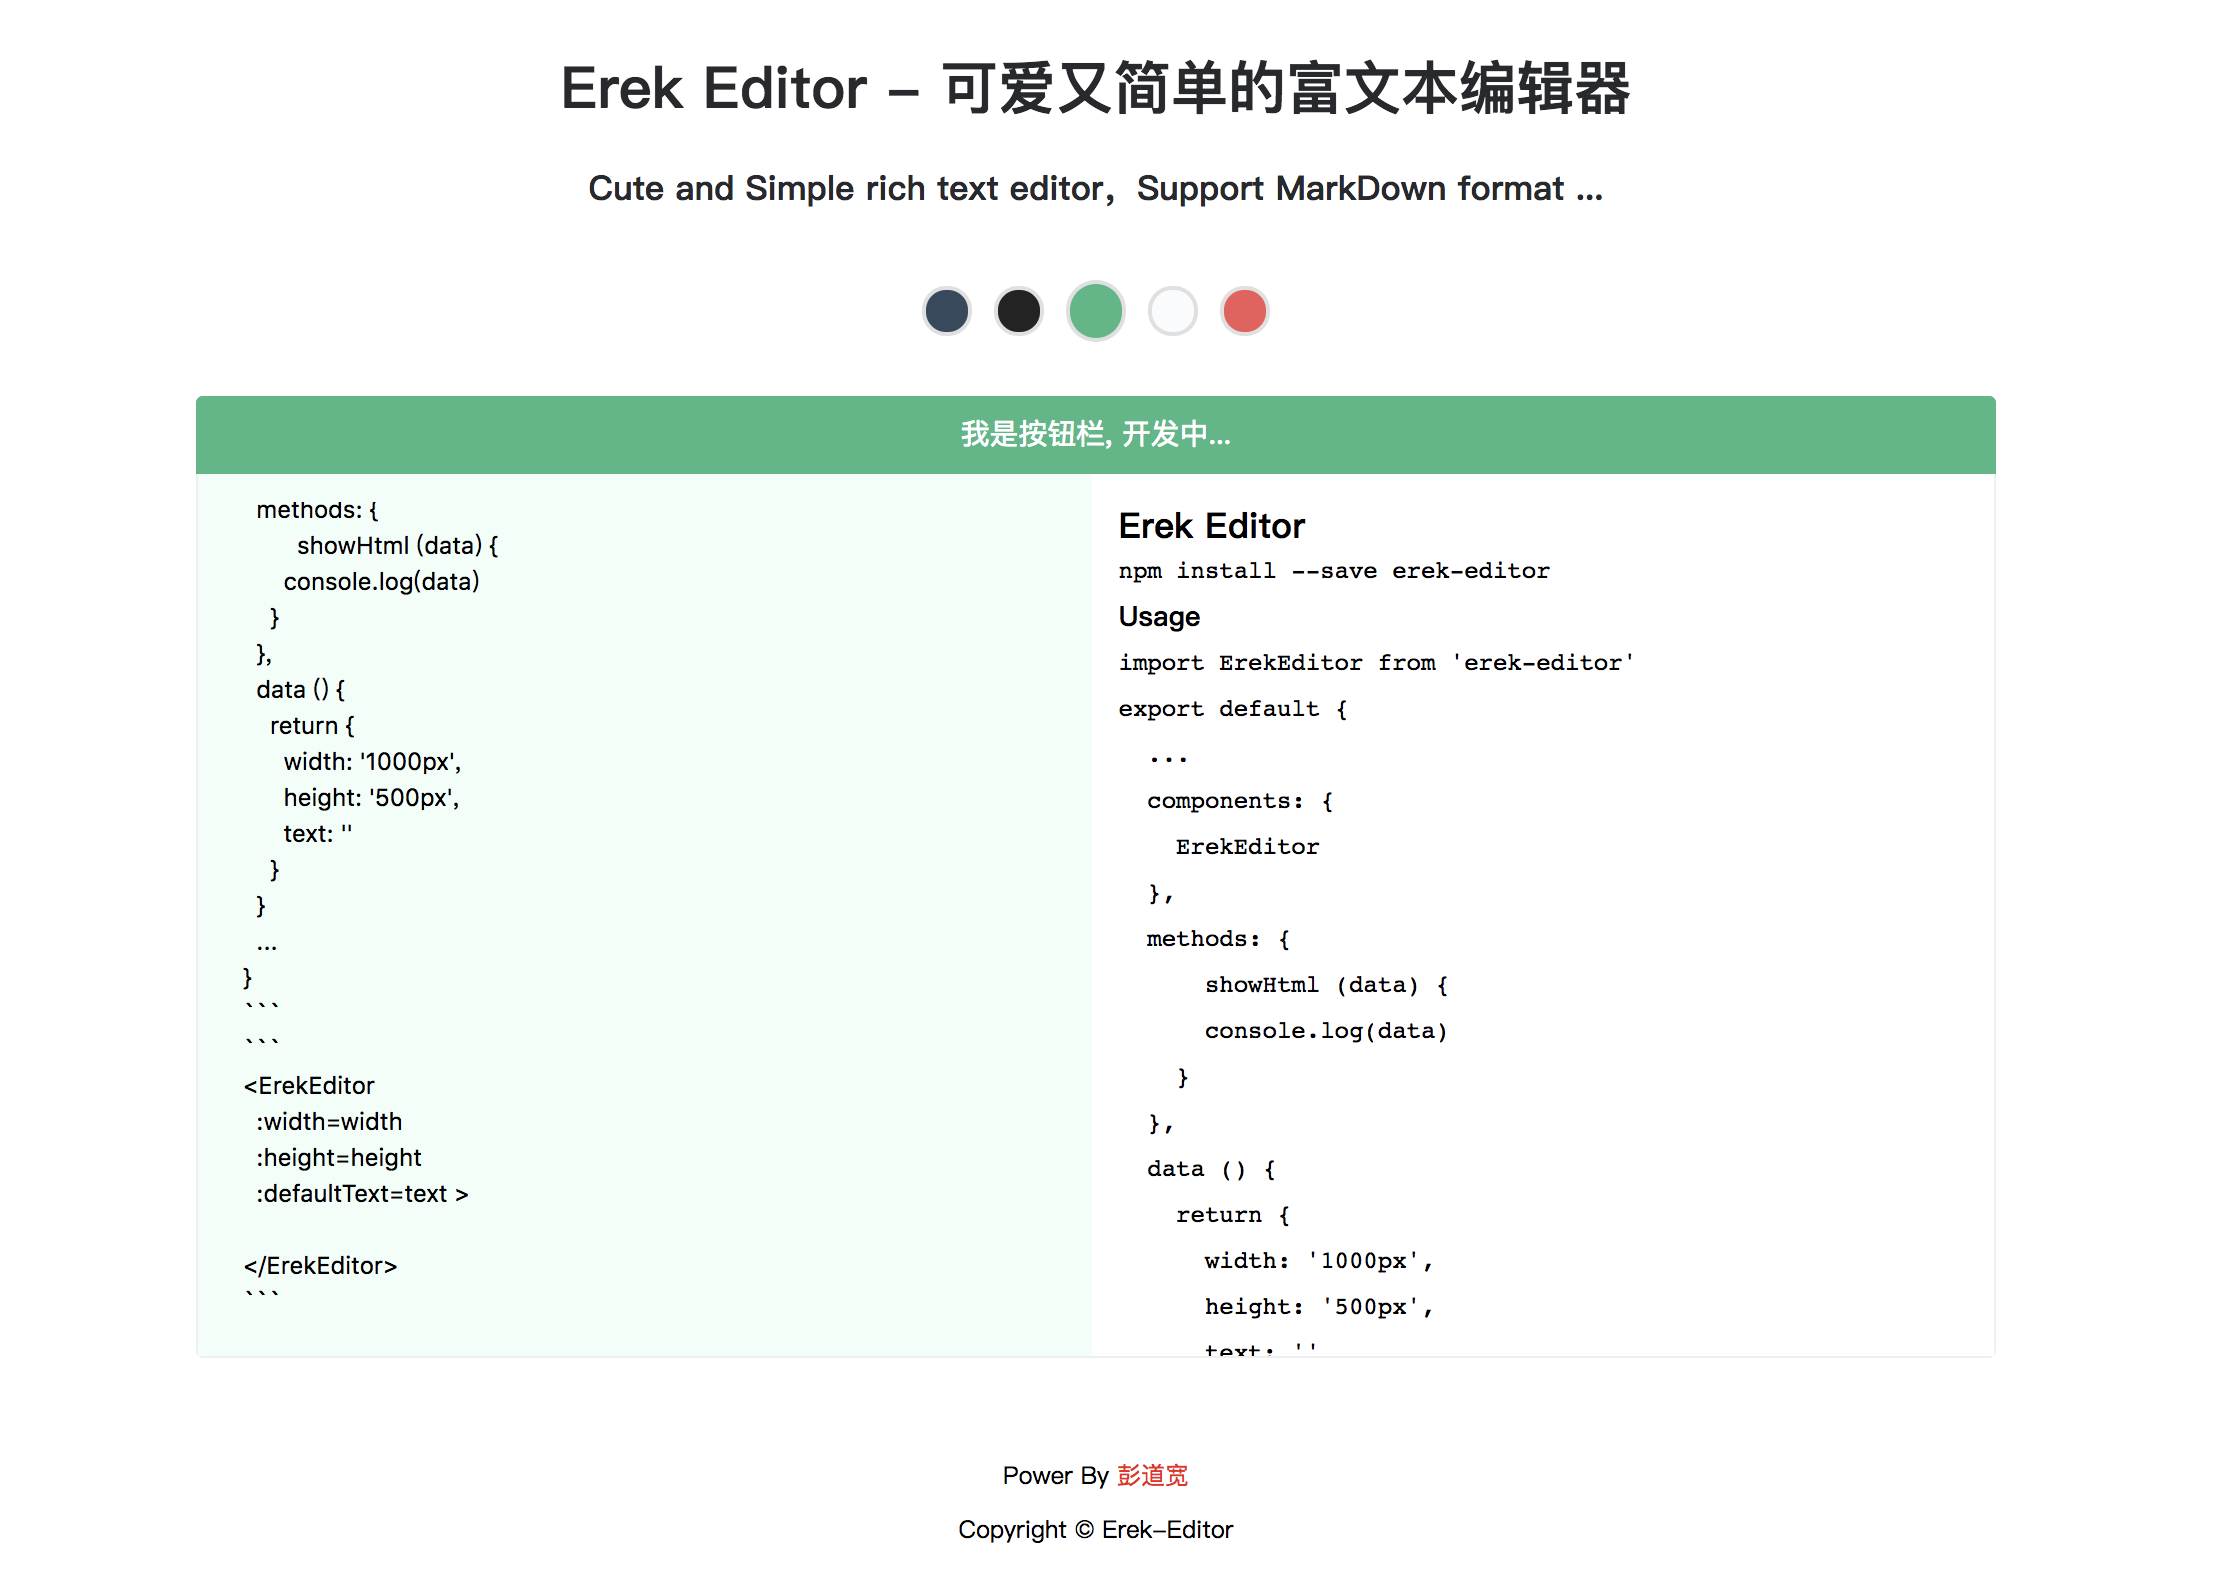 Erek Editor – 可爱又简单的富文本编辑器
Cute and Simple rich text editor，Support MarkDown format ...
我是按钮栏, 开发中...
methods: {
showHtml (data) {
console.log(data)
}
},
data () {
return {
width: '1000px',
height: '500px',
text: ''
}
}
...
}
```
```
<ErekEditor
:width=width
:height=height
:defaultText=text >
</ErekEditor>
```
Erek Editor
npm install --save erek-editor
Usage
import ErekEditor from 'erek-editor'
export default {
...
components: {
ErekEditor
},
methods: {
showHtml (data) {
console.log(data)
}
},
data () {
return {
width: '1000px',
height: '500px',
text: ''
Power By 彭道宽
Copyright © Erek-Editor